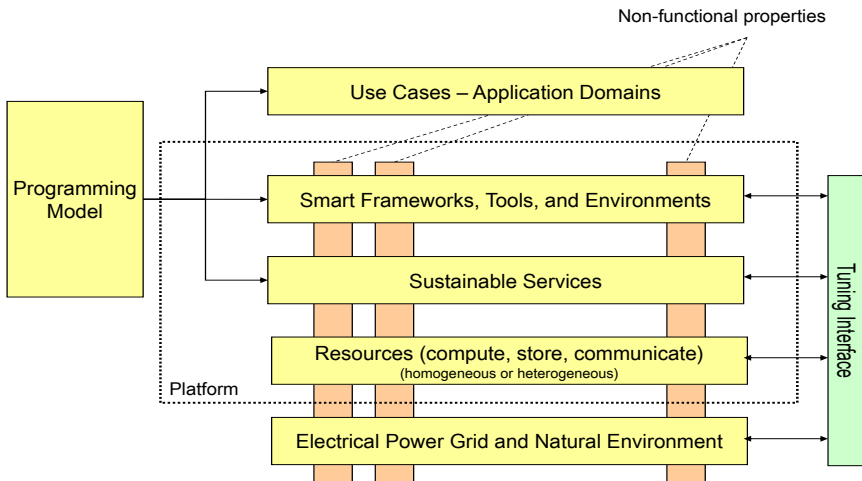 Non-functional properties
Use Cases – Application Domains
Programming
Model
Smart Frameworks, Tools, and Environments
Sustainable Services
Resources (compute, store, communicate)
(homogeneous or heterogeneous)
Platform
Electrical Power Grid and Natural Environment
Tuning Interface